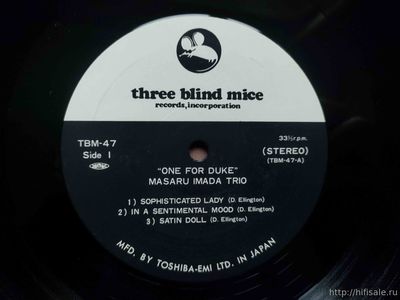 three blind mice
records, incorporation
TBM-47
Side 1
33⅓ r.p.m.
(STEREO)
(TBM-47-A)
"ONE FOR DUKE"
MASARU IMADA TRIO
1) SOPHISTICATED LADY (D. Ellington)
2) IN A SENTIMENTAL MOOD (D. Ellington)
3) SATIN DOLL (D. Ellington)
MFD. BY TOSHIBA-EMI LTD. IN JAPAN
http://hifisale.ru